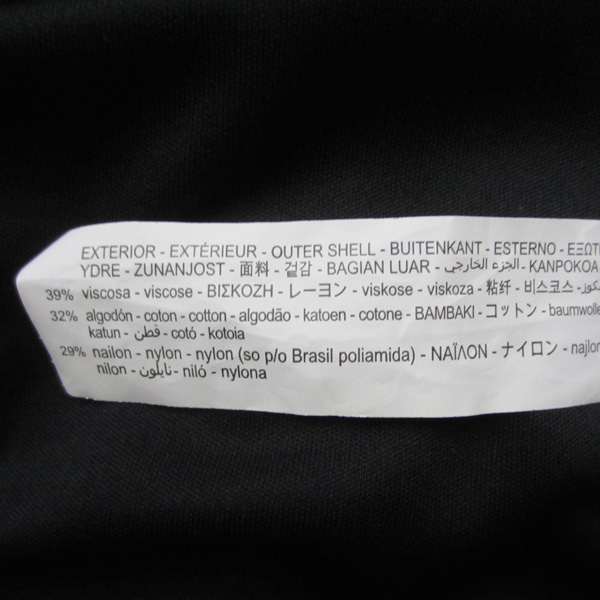 EXTERIOR - EXTÉRIEUR - OUTER SHELL - BUITENKANT - ESTERNO -
YDRE - ZUNANJOST - 面料 - 겉감 - BAGIAN LUAR - الجزء الخارجي - KANPOKOA
39% viscosa - viscose - ΒΙΣΚΟΖΗ - レーヨン - viskose - viskoza - 粘纤 - 비스코스 -
32% algodón - coton - cotton - algodão - katoen - cotone - ΒΑΜΒΑΚΙ - コットン - baumwolle
katun - قطن - cotó - kotoia
29% nailon - nylon - nylon (so p/o Brasil poliamida) - ΝΑΪΛΟΝ - ナイロン - najlon
nilon - نايلون - niló - nylona